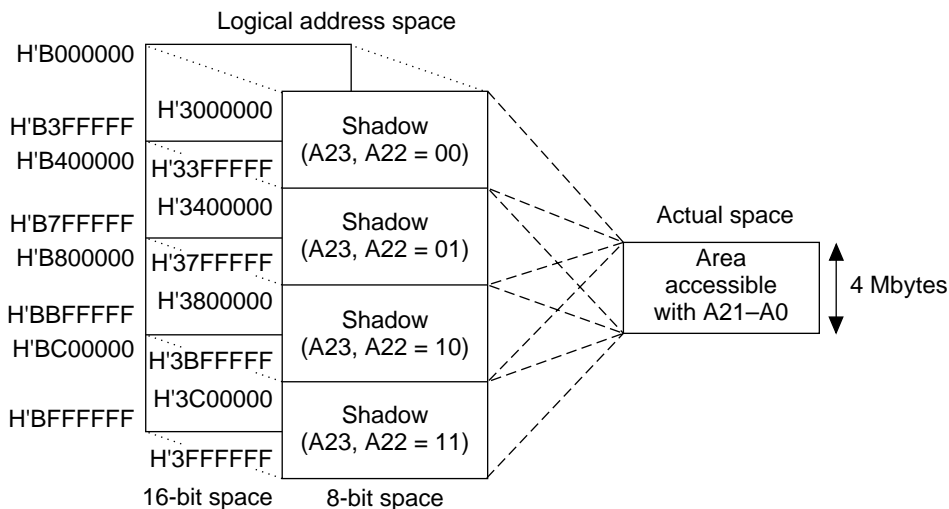 Logical address space
H'B000000
H'3000000
H'B3FFFFF
H'B400000
H'33FFFFF
H'3400000
H'B7FFFFF
H'B800000
H'37FFFFF
H'3800000
H'BBFFFFF
H'BC00000
H'3BFFFFF
H'3C00000
H'BFFFFFF
H'3FFFFFF
Shadow
(A23, A22 = 00)
Shadow
(A23, A22 = 01)
Shadow
(A23, A22 = 10)
Shadow
(A23, A22 = 11)
16-bit space
8-bit space
Actual space
Area
accessible
with A21–A0
4 Mbytes